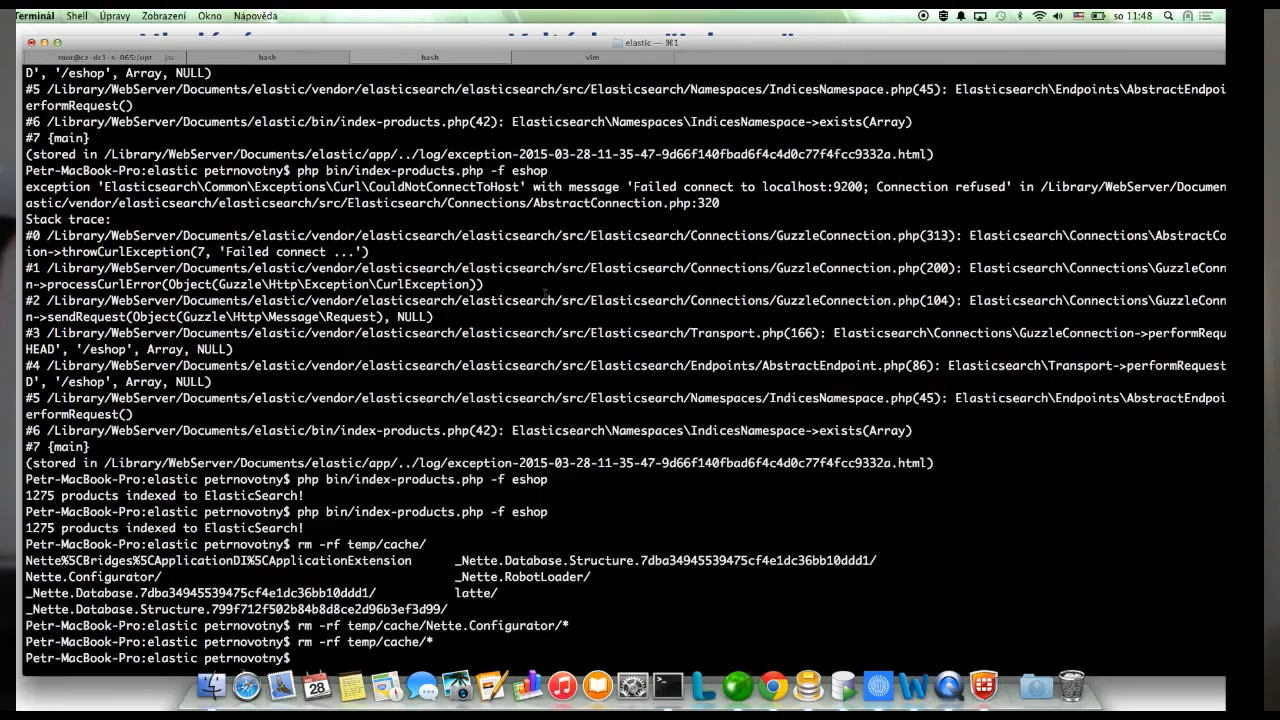 Terminál Shell Úpravy Zobrazení Okno Nápověda so 11:48
elastic — ⌘1
root@cz-dc1-s-065:/opt jav bash bash vim
D', '/eshop', Array, NULL)
#5 /Library/WebServer/Documents/elastic/vendor/elasticsearch/elasticsearch/src/Elasticsearch/Namespaces/IndicesNamespace.php(45): Elasticsearch\Endpoints\AbstractEndpoi
erformRequest()
#6 /Library/WebServer/Documents/elastic/bin/index-products.php(42): Elasticsearch\Namespaces\IndicesNamespace->exists(Array)
#7 {main}
(stored in /Library/WebServer/Documents/elastic/app/../log/exception-2015-03-28-11-35-47-9d66f140fbad6f4c4d0c77f4fcc9332a.html)
Petr-MacBook-Pro:elastic petrnovotny$ php bin/index-products.php -f eshop
exception 'Elasticsearch\Common\Exceptions\Curl\CouldNotConnectToHost' with message 'Failed connect to localhost:9200; Connection refused' in /Library/WebServer/Documen
astic/vendor/elasticsearch/elasticsearch/src/Elasticsearch/Connections/AbstractConnection.php:320
Stack trace:
#0 /Library/WebServer/Documents/elastic/vendor/elasticsearch/elasticsearch/src/Elasticsearch/Connections/GuzzleConnection.php(313): Elasticsearch\Connections\AbstractCo
ion->throwCurlException(7, 'Failed connect ...')
#1 /Library/WebServer/Documents/elastic/vendor/elasticsearch/elasticsearch/src/Elasticsearch/Connections/GuzzleConnection.php(200): Elasticsearch\Connections\GuzzleConn
n->processCurlError(Object(Guzzle\Http\Exception\CurlException))
#2 /Library/WebServer/Documents/elastic/vendor/elasticsearch/elasticsearch/src/Elasticsearch/Connections/GuzzleConnection.php(104): Elasticsearch\Connections\GuzzleConn
n->sendRequest(Object(Guzzle\Http\Message\Request), NULL)
#3 /Library/WebServer/Documents/elastic/vendor/elasticsearch/elasticsearch/src/Elasticsearch/Transport.php(166): Elasticsearch\Connections\GuzzleConnection->performRequ
HEAD', '/eshop', Array, NULL)
#4 /Library/WebServer/Documents/elastic/vendor/elasticsearch/elasticsearch/src/Elasticsearch/Endpoints/AbstractEndpoint.php(86): Elasticsearch\Transport->performRequest
D', '/eshop', Array, NULL)
#5 /Library/WebServer/Documents/elastic/vendor/elasticsearch/elasticsearch/src/Elasticsearch/Namespaces/IndicesNamespace.php(45): Elasticsearch\Endpoints\AbstractEndpoi
erformRequest()
#6 /Library/WebServer/Documents/elastic/bin/index-products.php(42): Elasticsearch\Namespaces\IndicesNamespace->exists(Array)
#7 {main}
(stored in /Library/WebServer/Documents/elastic/app/../log/exception-2015-03-28-11-35-47-9d66f140fbad6f4c4d0c77f4fcc9332a.html)
Petr-MacBook-Pro:elastic petrnovotny$ php bin/index-products.php -f eshop
1275 products indexed to ElasticSearch!
Petr-MacBook-Pro:elastic petrnovotny$ php bin/index-products.php -f eshop
1275 products indexed to ElasticSearch!
Petr-MacBook-Pro:elastic petrnovotny$ rm -rf temp/cache/
Nette%5CBridges%5CApplicationDI%5CApplicationExtension _Nette.Database.Structure.7dba34945539475cf4e1dc36bb10ddd1/
Nette.Configurator/ _Nette.RobotLoader/
_Nette.Database.7dba34945539475cf4e1dc36bb10ddd1/ latte/
_Nette.Database.Structure.799f712f502b84b8d8ce2d96b3ef3d99/
Petr-MacBook-Pro:elastic petrnovotny$ rm -rf temp/cache/Nette.Configurator/*
Petr-MacBook-Pro:elastic petrnovotny$ rm -rf temp/cache/*
Petr-MacBook-Pro:elastic petrnovotny$
28